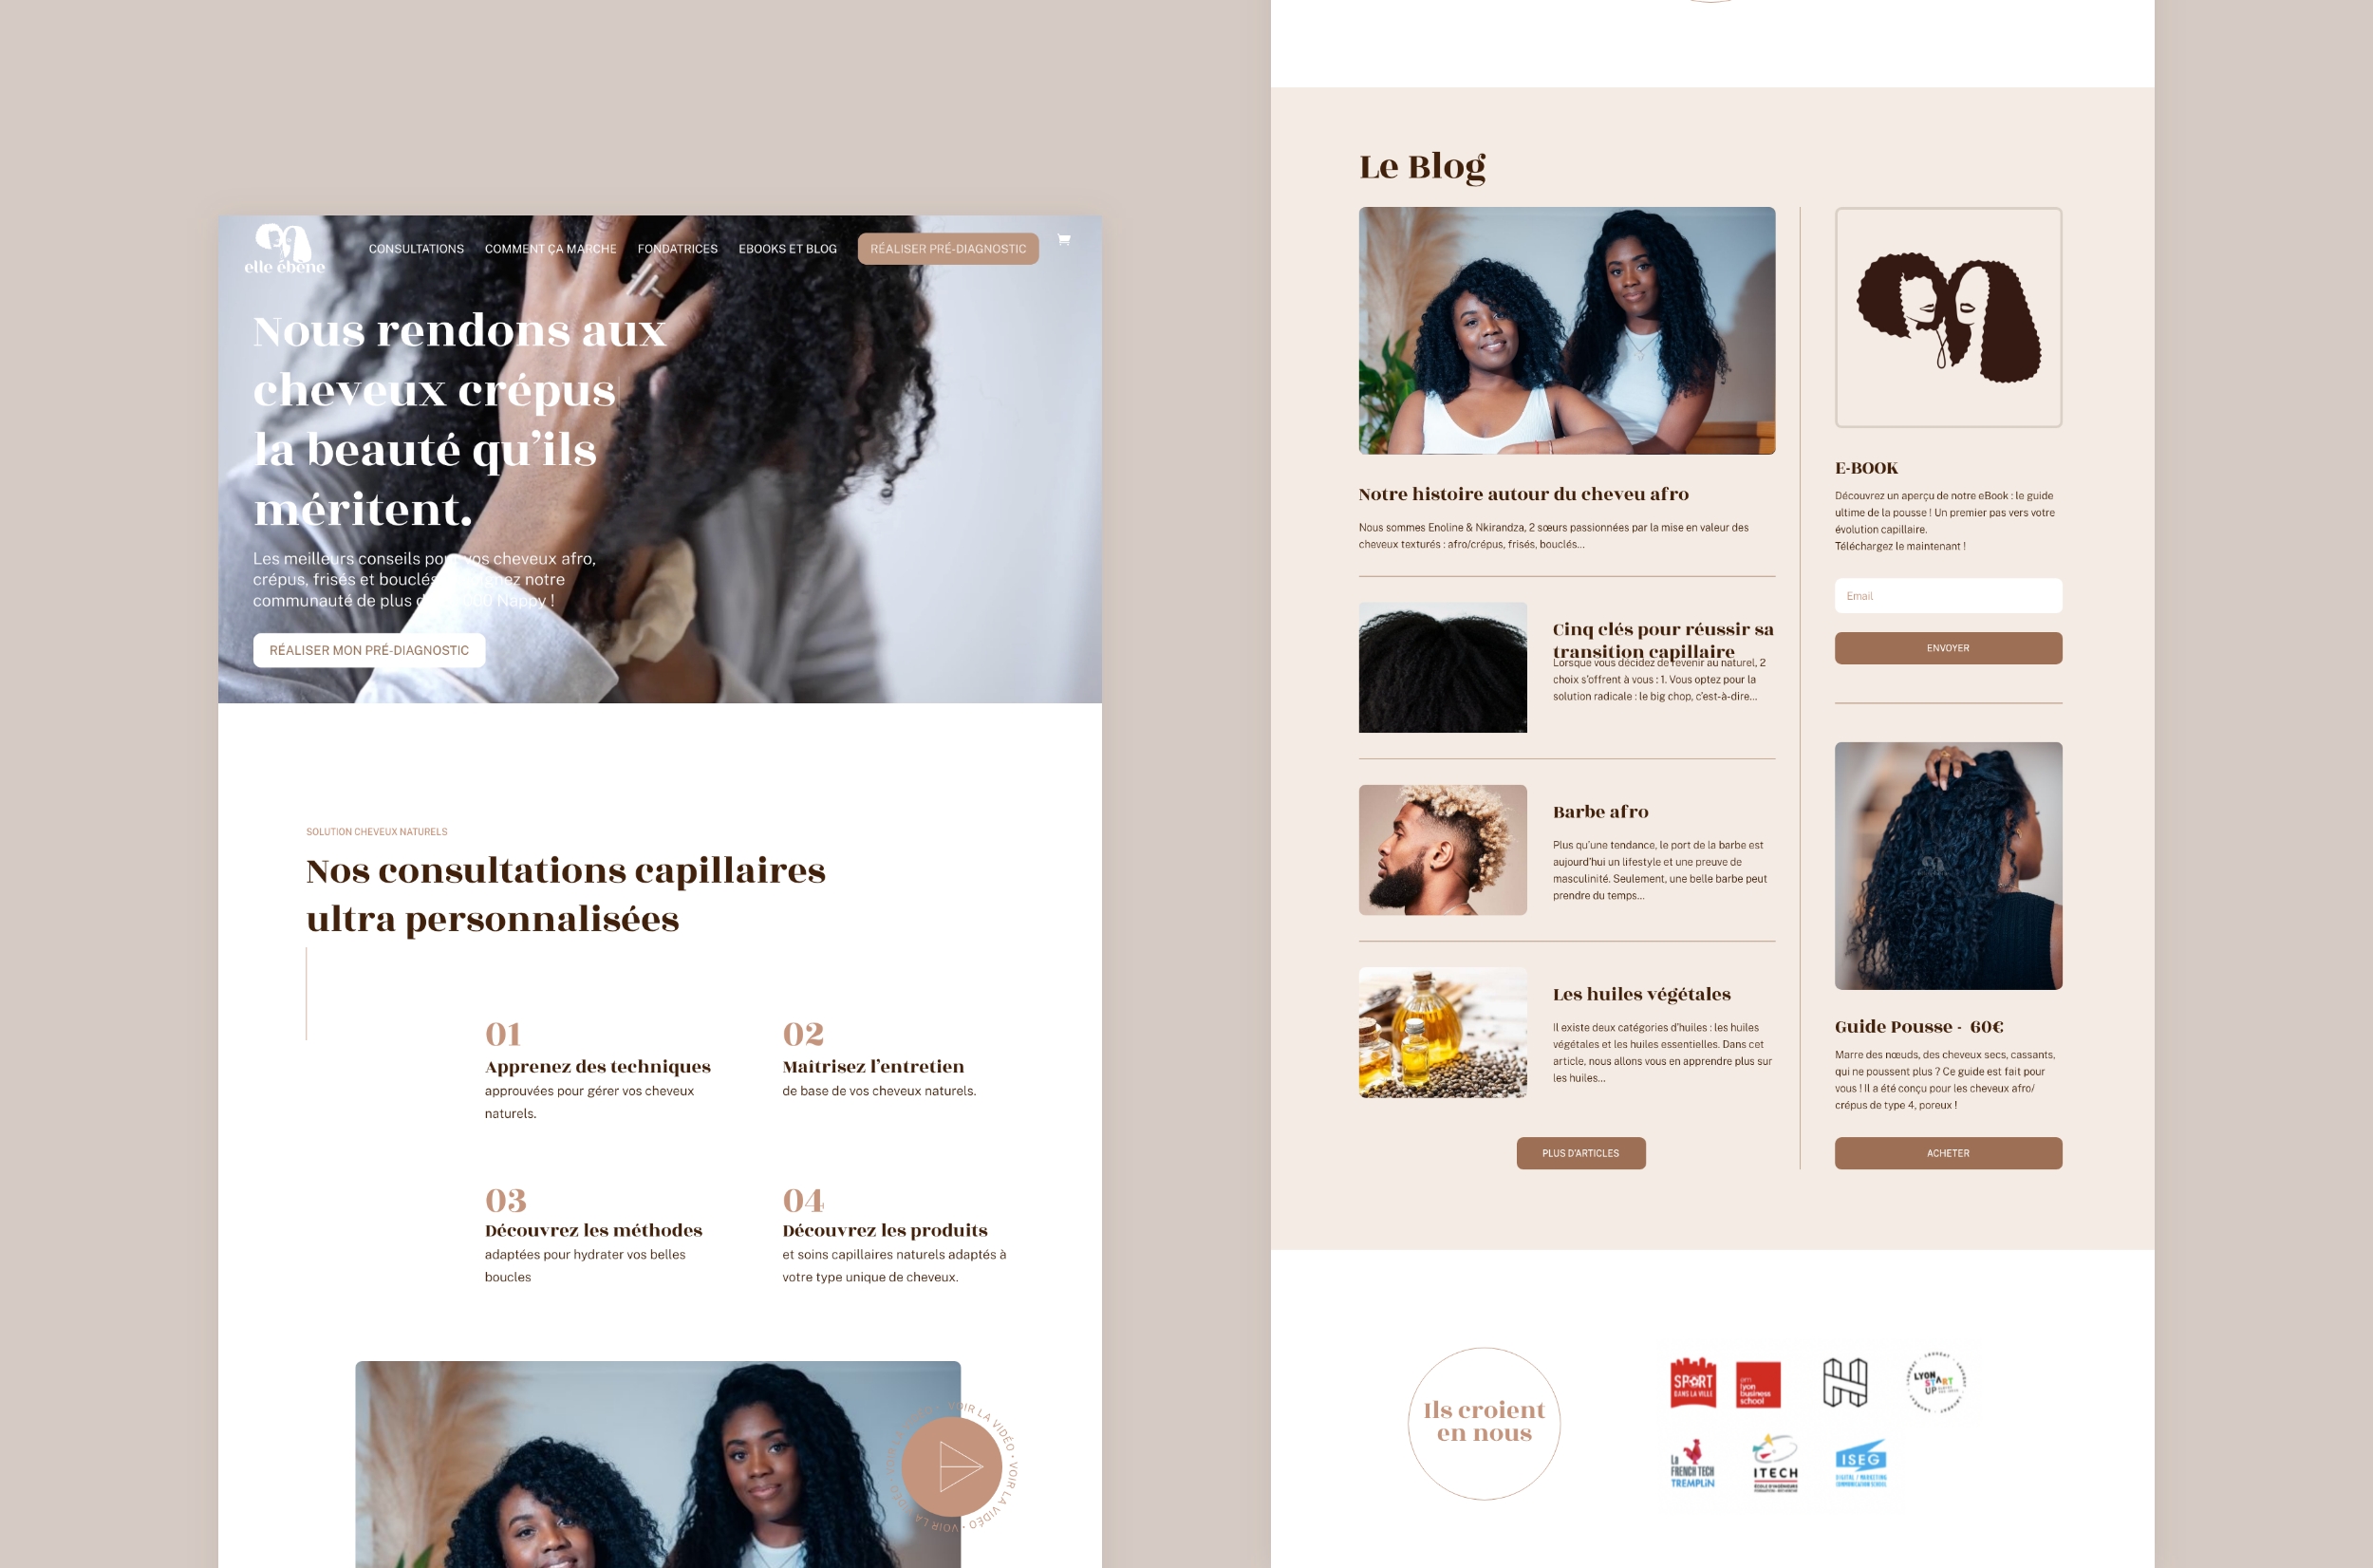 elle ébène
CONSULTATIONS
COMMENT ÇA MARCHE
FONDATRICES
EBOOKS ET BLOG
RÉALISER PRÉ-DIAGNOSTIC
Nous rendons aux
cheveux crépus
la beauté qu'ils
méritent.
Les meilleurs conseils pour vos cheveux afro,
crépus, frisés et bouclés notre
communauté de plus Nappy !
RÉALISER MON PRÉ-DIAGNOSTIC
SOLUTION CHEVEUX NATURELS
Nos consultations capillaires
ultra personnalisées
01
Apprenez des techniques
approuvées pour gérer vos cheveux
naturels.
02
Maîtrisez l'entretien
de base de vos cheveux naturels.
03
Découvrez les méthodes
adaptées pour hydrater vos belles
boucles
04
Découvrez les produits
et soins capillaires naturels adaptés à
votre type unique de cheveux.
VOIR LA VIDÉO • VOIR LA VIDÉO • VOIR LA VIDÉO
Le Blog
Notre histoire autour du cheveu afro
Nous sommes Enoline & Nkirandza, 2 sœurs passionnées par la mise en valeur des
cheveux texturés : afro/crépus, frisés, bouclés...
Cinq clés pour réussir sa
transition capillaire
Lorsque vous décidez de revenir au naturel, 2
choix s'offrent à vous : 1. Vous optez pour la
solution radicale : le big chop, c'est-à-dire...
Barbe afro
Plus qu'une tendance, le port de la barbe est
aujourd'hui un lifestyle et une preuve de
masculinité. Seulement, une belle barbe peut
prendre du temps...
Les huiles végétales
Il existe deux catégories d'huiles : les huiles
végétales et les huiles essentielles. Dans cet
article, nous allons vous en apprendre plus sur
les huiles...
PLUS D'ARTICLES
E-BOOK
Découvrez un aperçu de notre eBook : le guide
ultime de la pousse ! Un premier pas vers votre
évolution capillaire.
Téléchargez le maintenant !
Email
ENVOYER
Guide Pousse - 60€
Marre des nœuds, des cheveux secs, cassants,
qui ne poussent plus ? Ce guide est fait pour
vous ! Il a été conçu pour les cheveux afro/
crépus de type 4, poreux !
ACHETER
Ils croient
en nous
SPORT
DANS LA VILLE
em
lyon
business
school
LYON
START
UP
La
FRENCH TECH
TREMPLIN
ITECH
ISEG
DIGITAL / MARKETING
COMMUNICATION SCHOOL